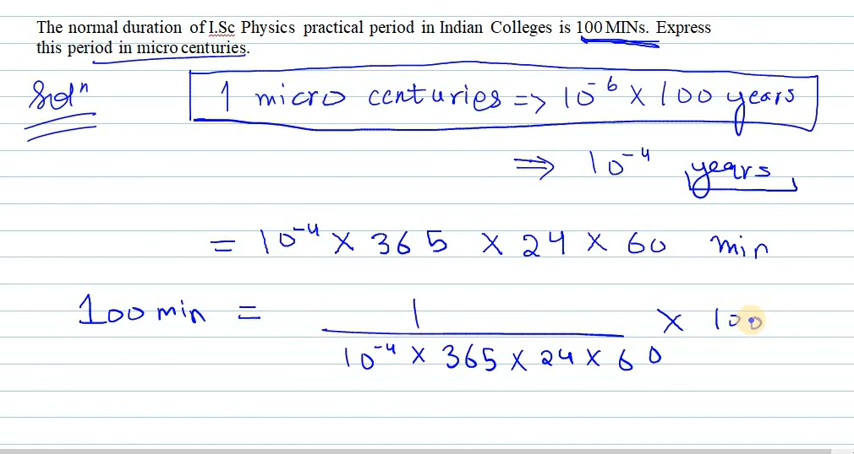 The normal duration of I.Sc Physics practical period in Indian Colleges is 100 MINs. Express
this period in micro centuries.
Solⁿ 1 micro centuries => 10⁻⁶ × 100 years
=> 10⁻⁴ years
= 10⁻⁴ × 365 × 24 × 60 min
100 min = 1 × 100
10⁻⁴ × 365 × 24 × 60